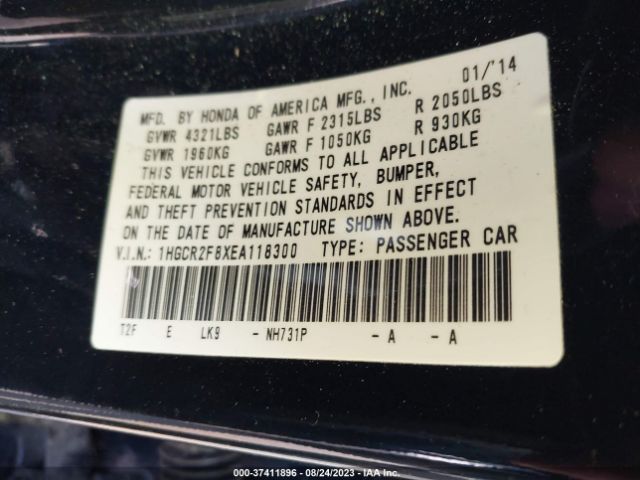 MFD. BY HONDA OF AMERICA MFG., INC. 01/'14
GVWR 4321LBS GAWR F 2315LBS R 2050LBS
GVWR 1960KG GAWR F 1050KG R 930KG
THIS VEHICLE CONFORMS TO ALL APPLICABLE
FEDERAL MOTOR VEHICLE SAFETY, BUMPER,
AND THEFT PREVENTION STANDARDS IN EFFECT
ON THE DATE OF MANUFACTURE SHOWN ABOVE.
V.I.N.: 1HGCR2F8XEA118300 TYPE: PASSENGER CAR
T2F E LK9 - NH731P - A - A
000-37411896 - 08/24/2023 - IAA Inc.